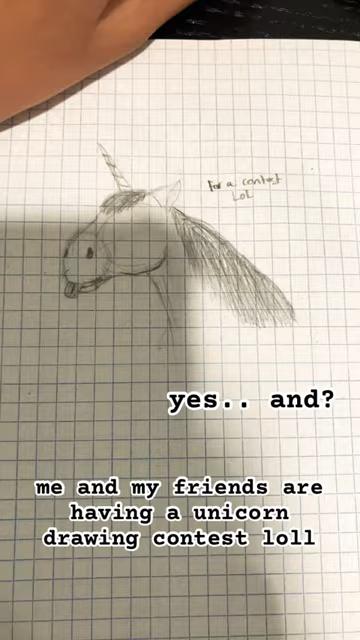 For a contest
LOL
yes.. and?
me and my friends are
having a unicorn
drawing contest loll